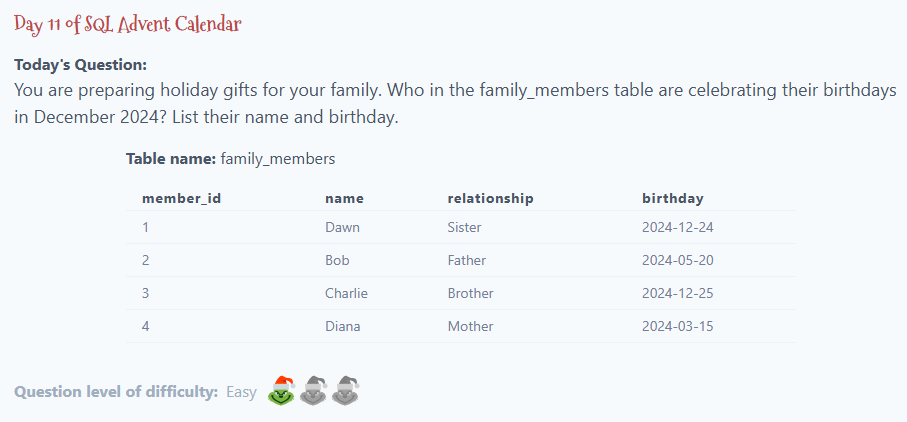 Day 11 of SQL Advent Calendar
Today's Question:
You are preparing holiday gifts for your family. Who in the family_members table are celebrating their birthdays
in December 2024? List their name and birthday.
Table name: family_members
member_id name relationship birthday
1 Dawn Sister 2024-12-24
2 Bob Father 2024-05-20
3 Charlie Brother 2024-12-25
4 Diana Mother 2024-03-15
Question level of difficulty: Easy